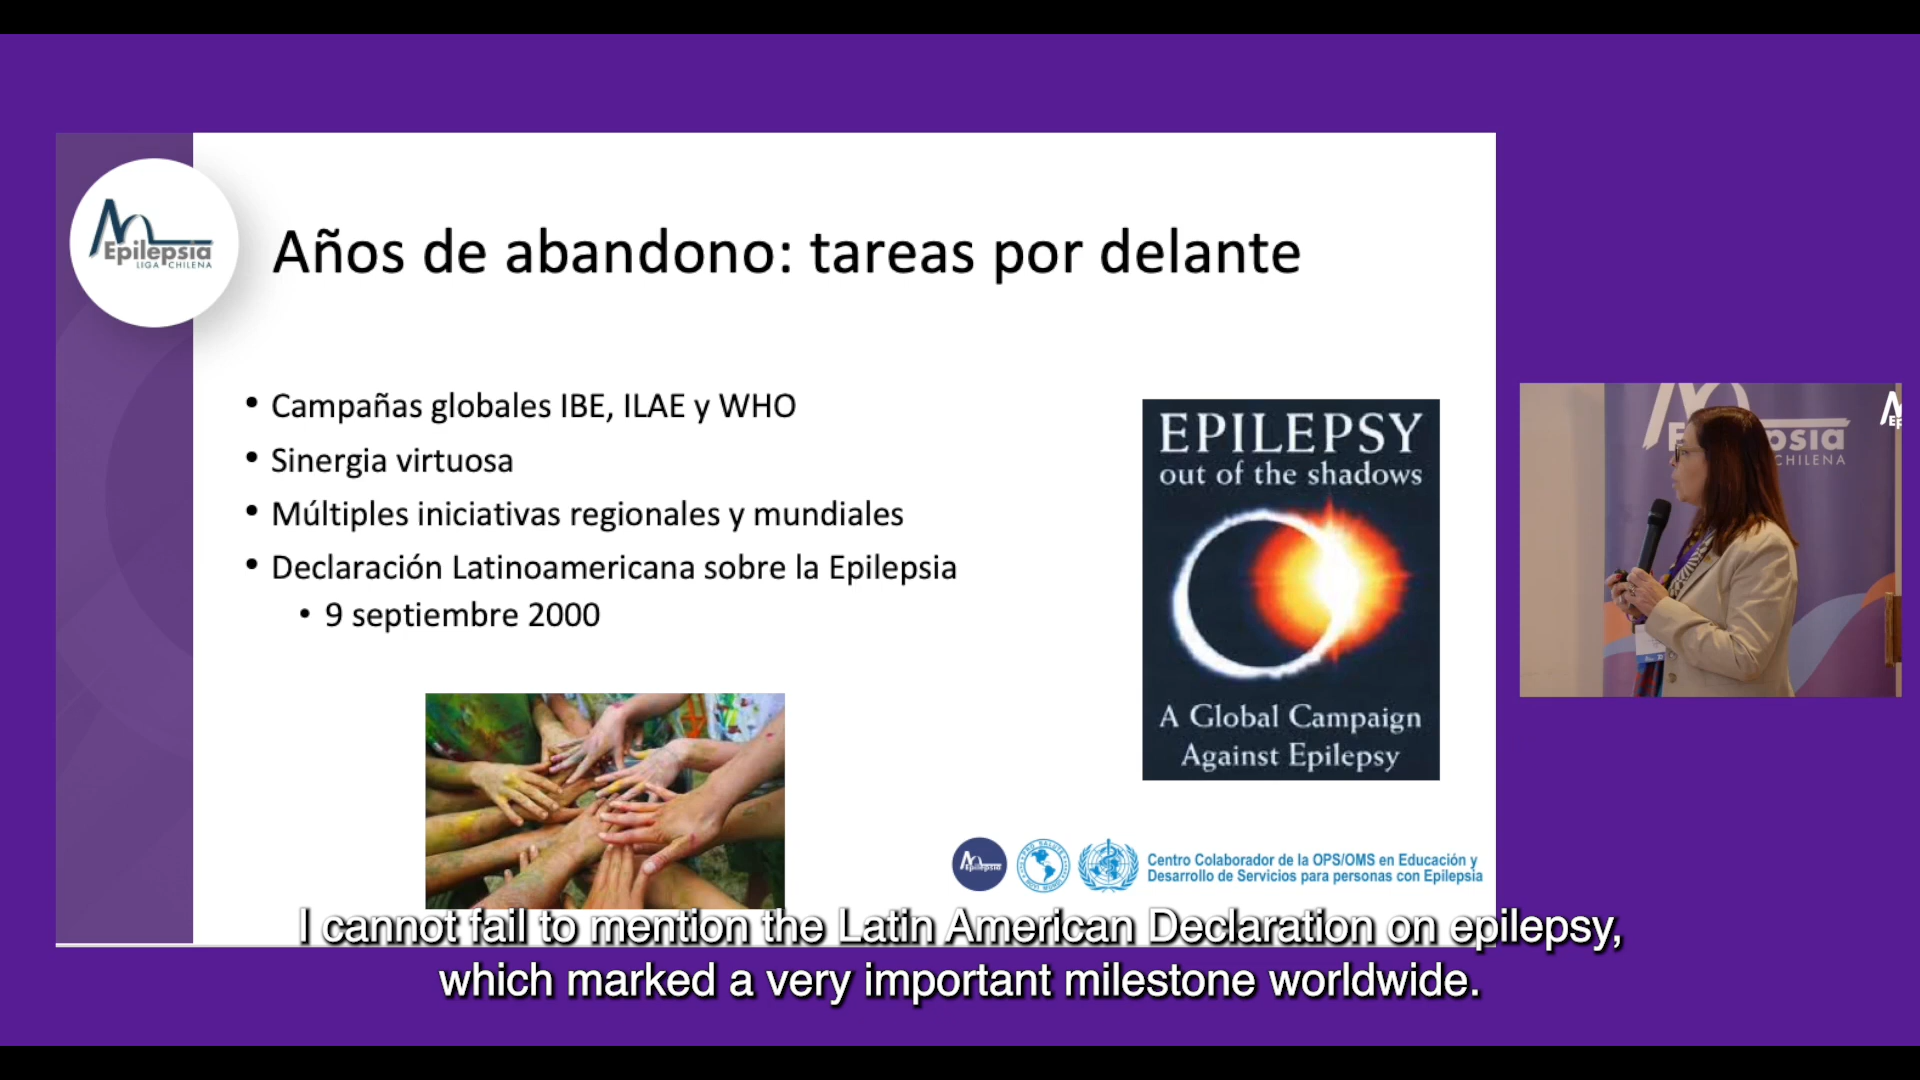 Epilepsia
LIGA CHILENA
Años de abandono: tareas por delante
• Campañas globales IBE, ILAE y WHO
• Sinergia virtuosa
• Múltiples iniciativas regionales y mundiales
• Declaración Latinoamericana sobre la Epilepsia
• 9 septiembre 2000
EPILEPSY
out of the shadows
A Global Campaign
Against Epilepsy
Epilepsia
Centro Colaborador de la OPS/OMS en Educación y
Desarrollo de Servicios para personas con Epilepsia
CHILENA
I cannot fail to mention the Latin American Declaration on epilepsy,
which marked a very important milestone worldwide.